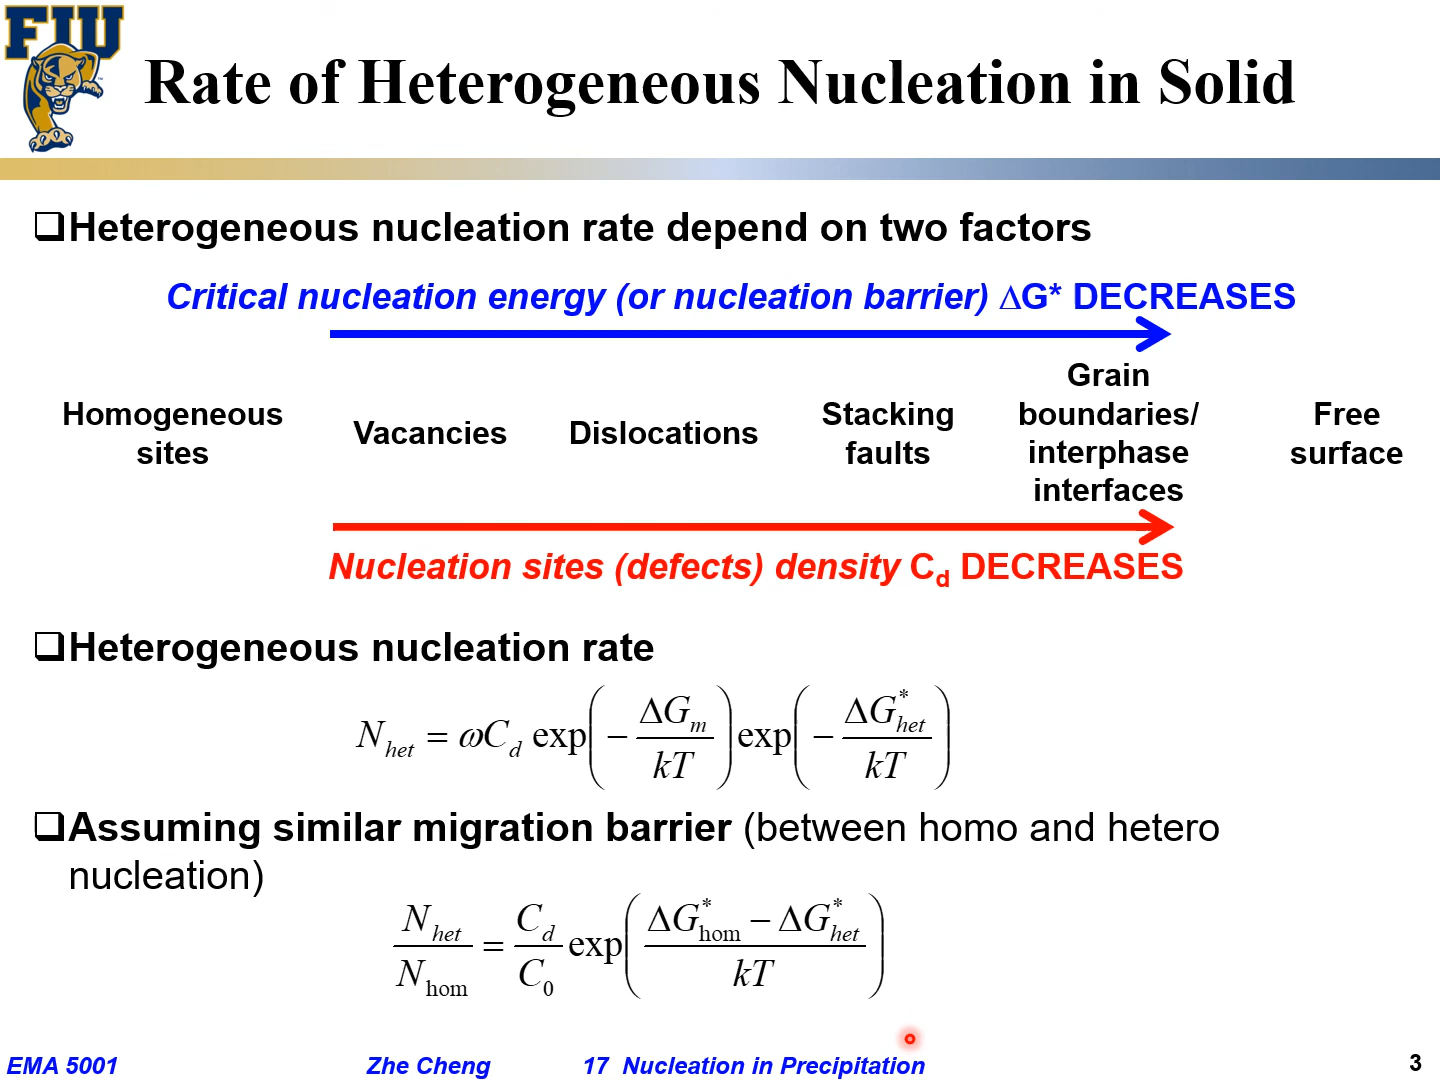 FIU
Rate of Heterogeneous Nucleation in Solid
❑Heterogeneous nucleation rate depend on two factors
Critical nucleation energy (or nucleation barrier) ΔG* DECREASES
Homogeneous
sites
Vacancies
Dislocations
Stacking
faults
Grain
boundaries/
interphase
interfaces
Free
surface
Nucleation sites (defects) density C_d DECREASES
❑Heterogeneous nucleation rate
N_het = ωC_d exp(− ΔG_m / kT) exp(− ΔG*_het / kT)
❑Assuming similar migration barrier (between homo and hetero
nucleation)
N_het / N_hom = C_d / C_0 exp((ΔG*_hom − ΔG*_het) / kT)
EMA 5001 Zhe Cheng 17 Nucleation in Precipitation 3